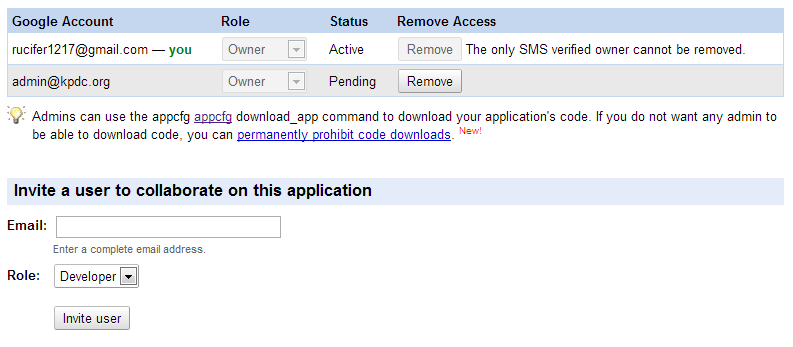 Google Account Role Status Remove Access
rucifer1217@gmail.com — you Owner Active Remove The only SMS verified owner cannot be removed.
admin@kpdc.org Owner Pending Remove
Admins can use the appcfg appcfg download_app command to download your application's code. If you do not want any admin to
be able to download code, you can permanently prohibit code downloads. New!
Invite a user to collaborate on this application
Email:
Enter a complete email address.
Role: Developer
Invite user